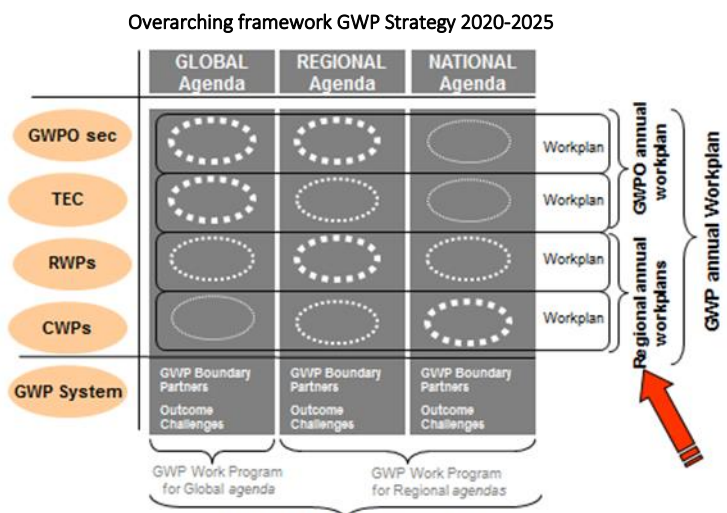 Overarching framework GWP Strategy 2020-2025
GLOBAL
Agenda
REGIONAL
Agenda
NATIONAL
Agenda
GWPO sec
Workplan
TEC
Workplan
RWPs
Workplan
CWPs
Workplan
GWPO annual
workplan
Regional annual
workplans
GWP annual Workplan
GWP System
GWP Boundary
Partners
Outcome
Challenges
GWP Boundary
Partners
Outcome
Challenges
GWP Boundary
Partners
Outcome
Challenges
GWP Work Program
for Global agenda
GWP Work Program
for Regional agendas